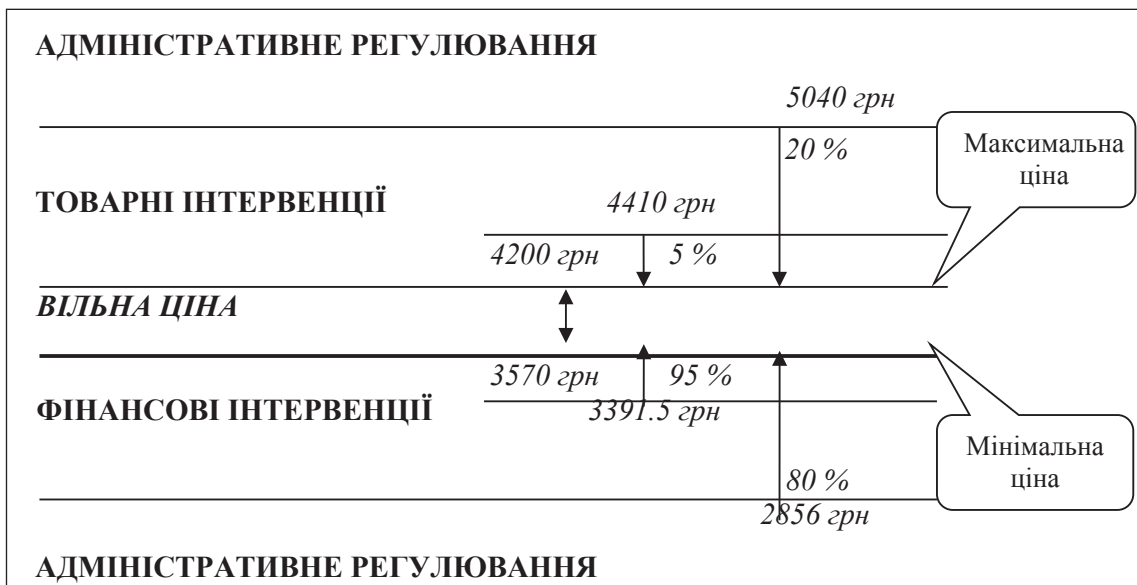 АДМІНІСТРАТИВНЕ РЕГУЛЮВАННЯ
5040 грн
20 %
Максимальна
ціна
ТОВАРНІ ІНТЕРВЕНЦІЇ
4410 грн
4200 грн
5 %
ВІЛЬНА ЦІНА
3570 грн
95 %
ФІНАНСОВІ ІНТЕРВЕНЦІЇ
3391.5 грн
Мінімальна
ціна
80 %
2856 грн
АДМІНІСТРАТИВНЕ РЕГУЛЮВАННЯ